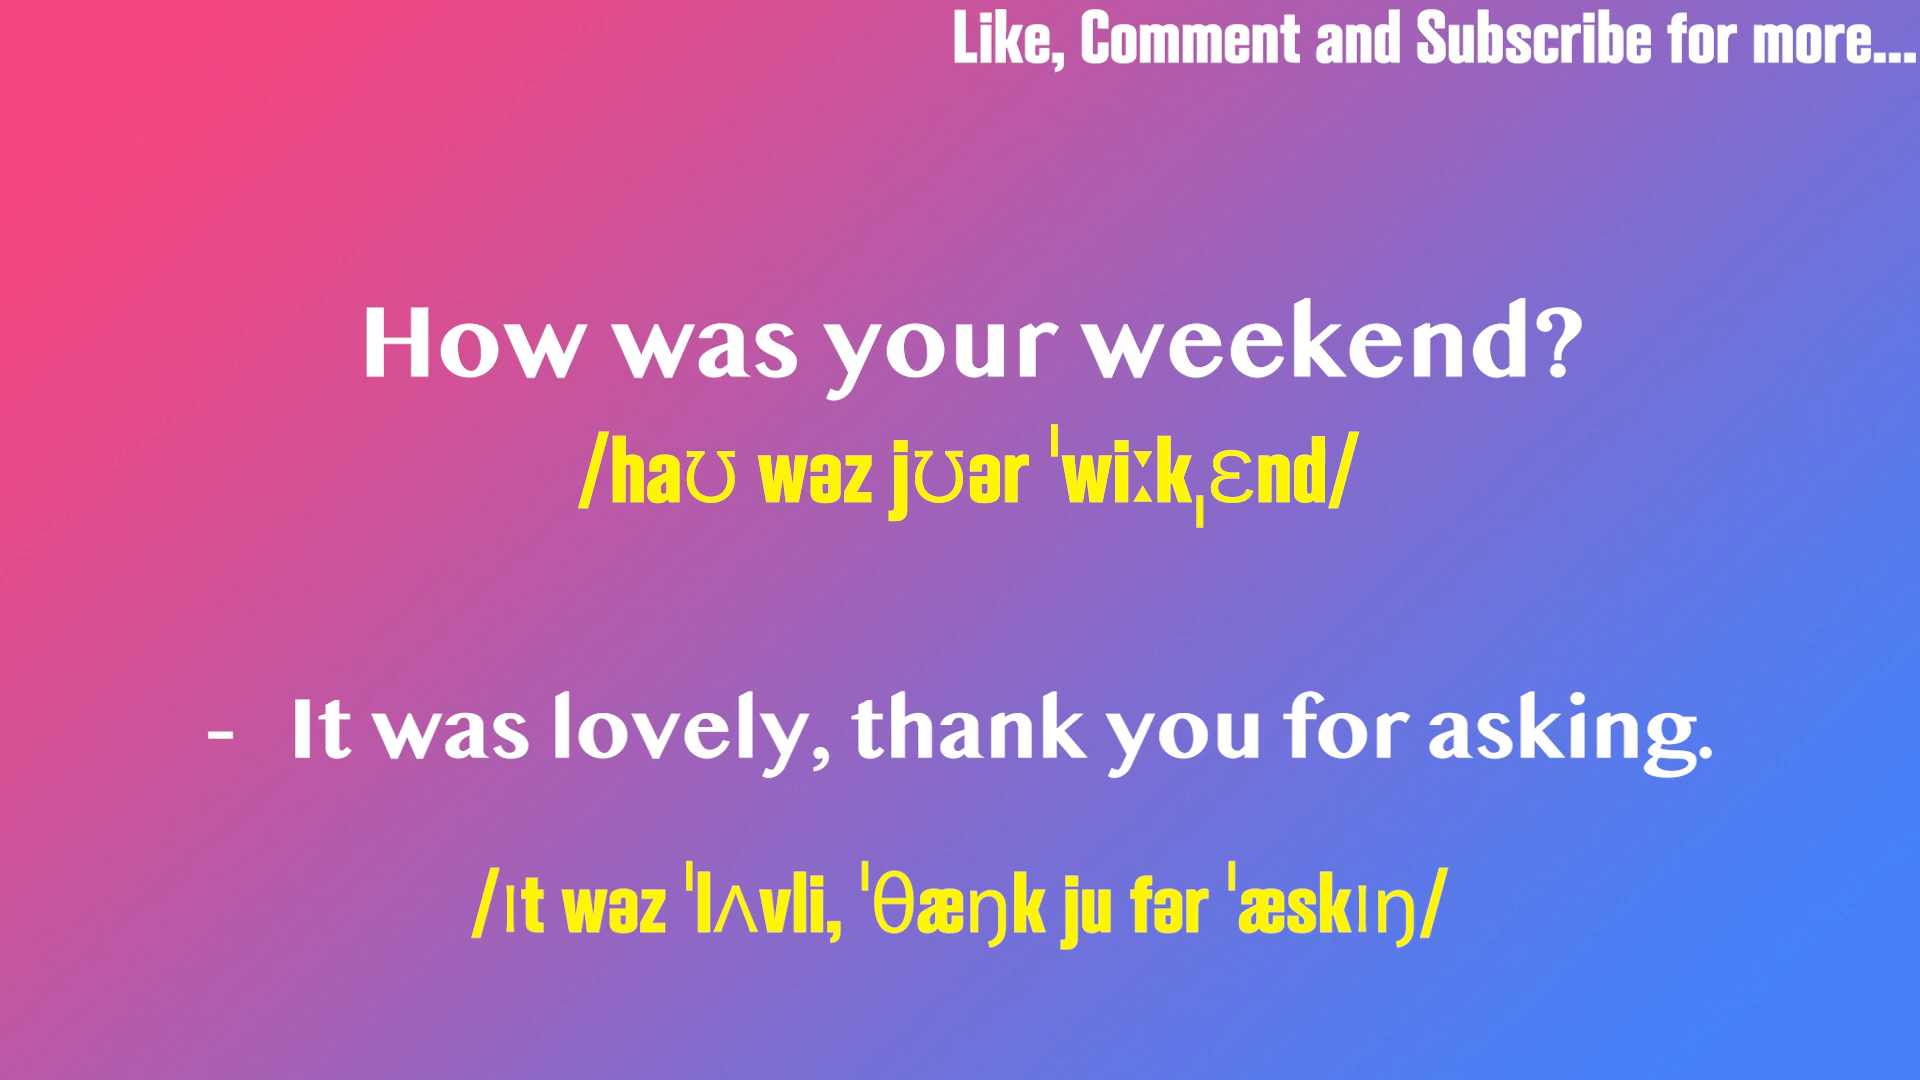 Like, Comment and Subscribe for more...
How was your weekend?
/haʊ wəz jʊər ˈwiːkˌɛnd/
- It was lovely, thank you for asking.
/ɪt wəz ˈlʌvli, ˈθæŋk ju fər ˈæskɪŋ/